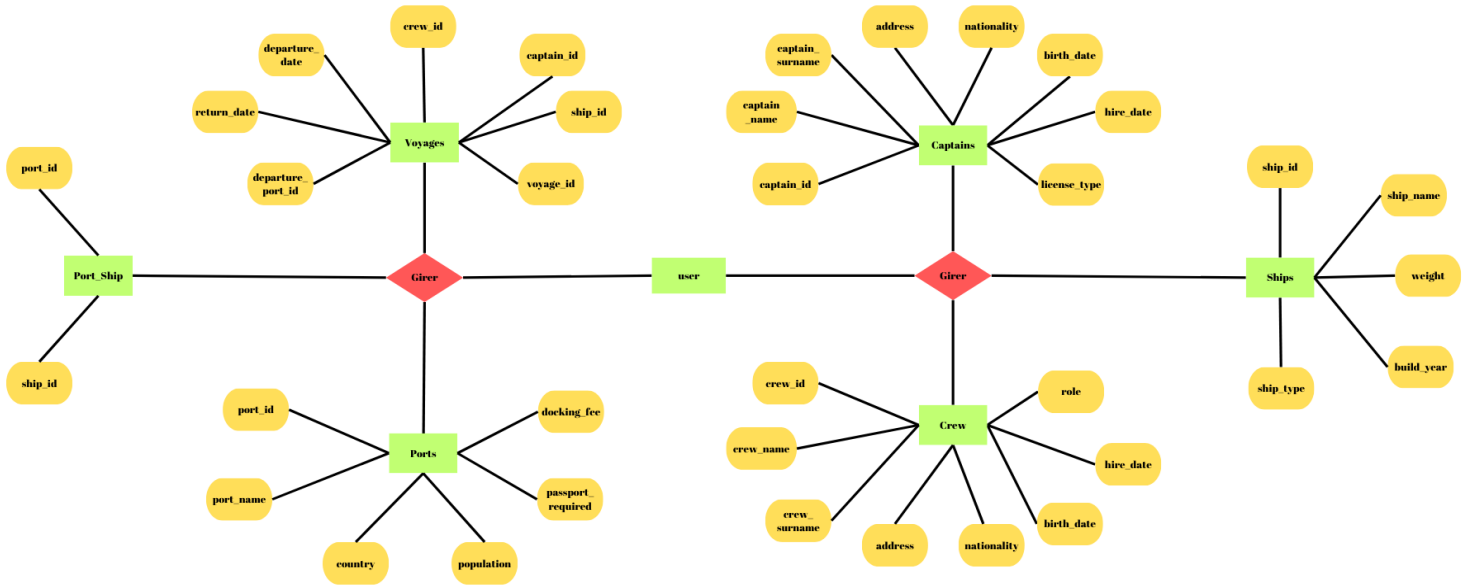 crew_id
departure_
date
captain_id
return_date
ship_id
Voyages
departure_
port_id
voyage_id
port_id
Port_Ship
ship_id
Girer
user
port_id
docking_fee
Ports
port_name
passport_
required
country
population
address
nationality
captain_
surname
birth_date
captain
_name
hire_date
Captains
captain_id
license_type
Girer
ship_id
ship_name
weight
Ships
build_year
ship_type
crew_id
role
Crew
crew_name
hire_date
crew_
surname
birth_date
address
nationality